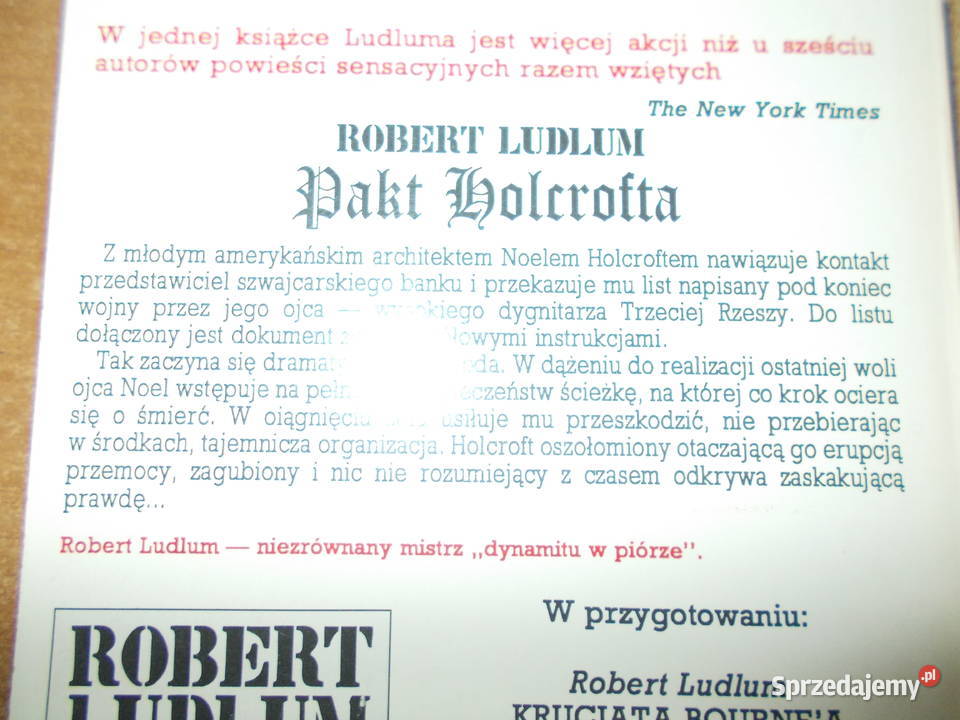 W jednej książce Ludluma jest więcej akcji niż u sześciu
autorów powieści sensacyjnych razem wziętych
The New York Times
ROBERT LUDLUM
Pakt Holcrofta
Z młodym amerykańskim architektem Noelem Holcroftem nawiązuje kontakt
przedstawiciel szwajcarskiego banku i przekazuje mu list napisany pod koniec
wojny przez jego ojca — wysokiego dygnitarza Trzeciej Rzeszy. Do listu
dołączony jest dokument instrukcjami.
Tak zaczyna się W dążeniu do realizacji ostatniej woli
ojca Noel wstępuje na ścieżkę, na której co krok ociera
się o śmierć. W usiłuje mu przeszkodzić, nie przebierając
w środkach, tajemnicza organizacja. Holcroft oszołomiony otaczającą go erupcją
przemocy, zagubiony i nic nie rozumiejący z czasem odkrywa zaskakującą
prawdę...
Robert Ludlum — niezrównany mistrz „dynamitu w piórze".
W przygotowaniu:
ROBERT
LUDLUM
Robert Ludlum
KRUCJATA BOURNE'A
Sprzedajemy.pl